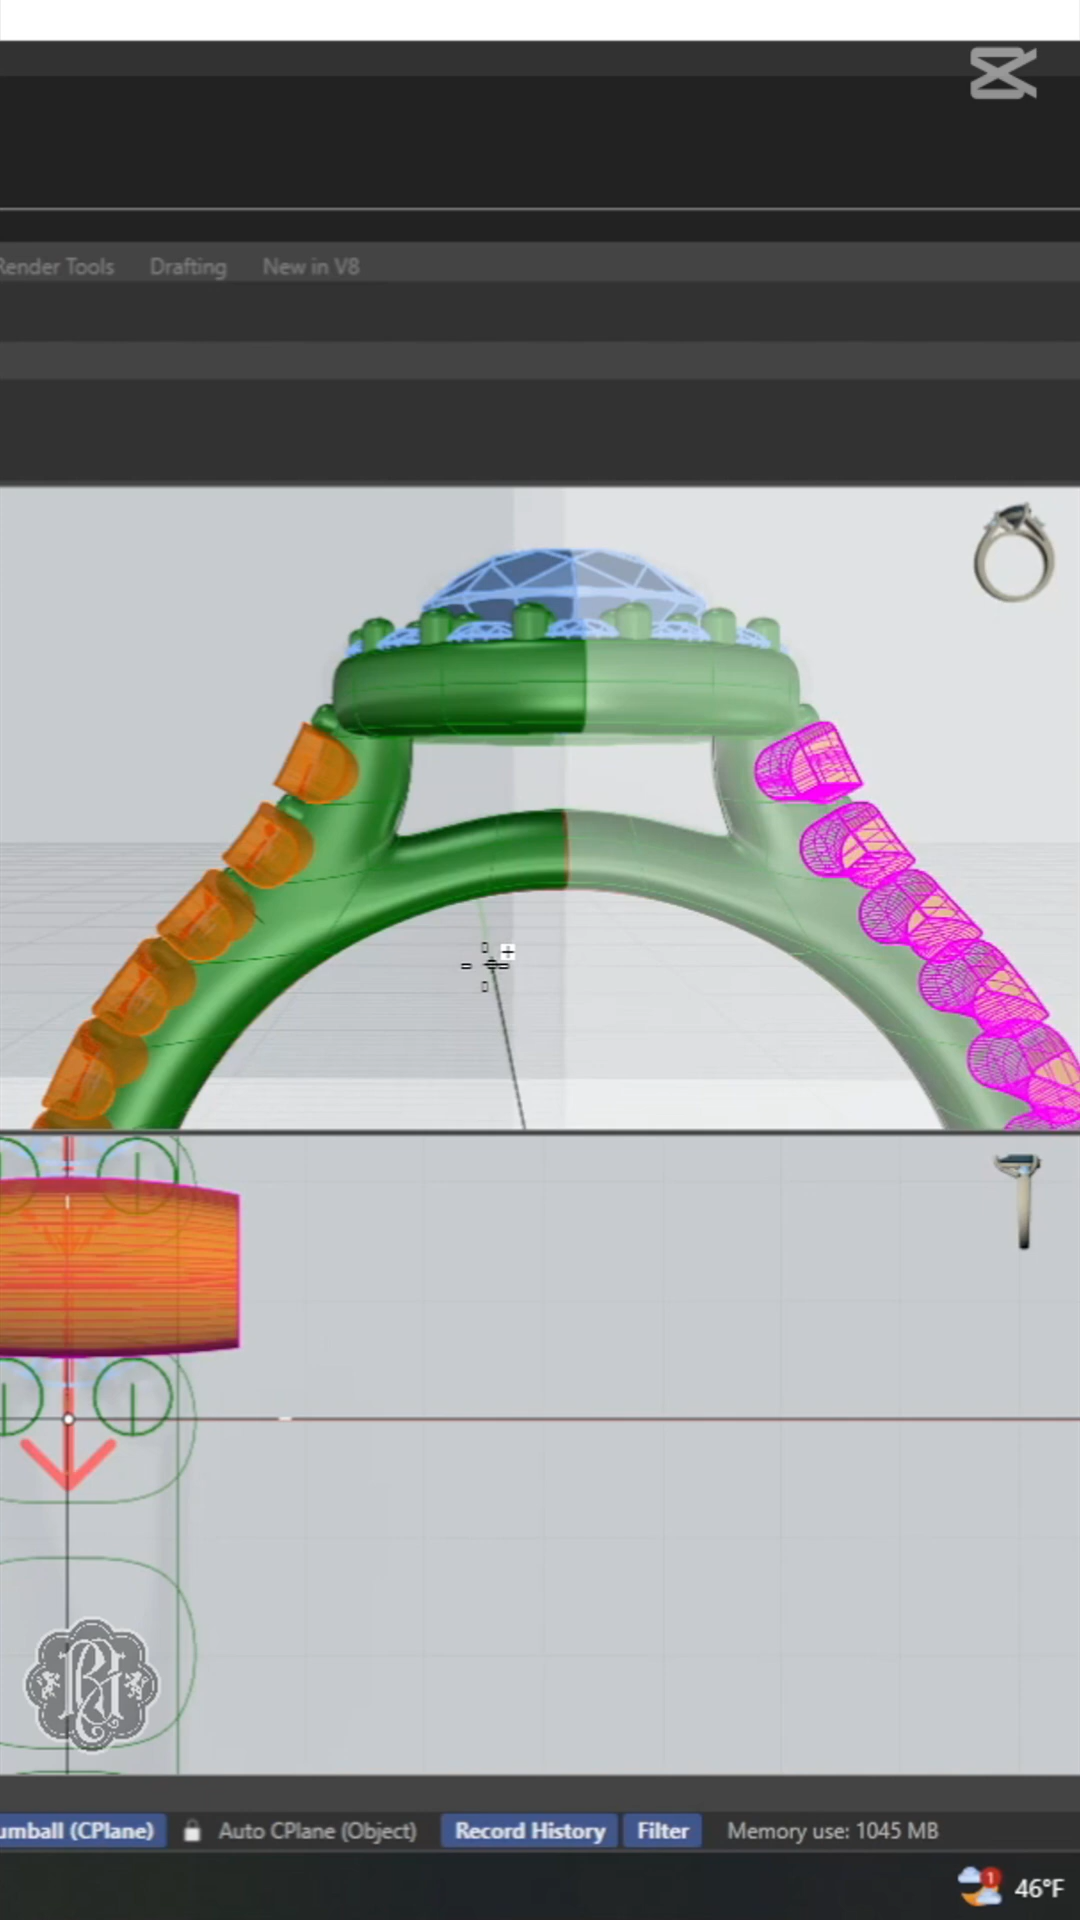 Render Tools Drafting New in V8
umball (CPlane) Auto CPlane (Object) Record History Filter Memory use: 1045 MB
1
46°F